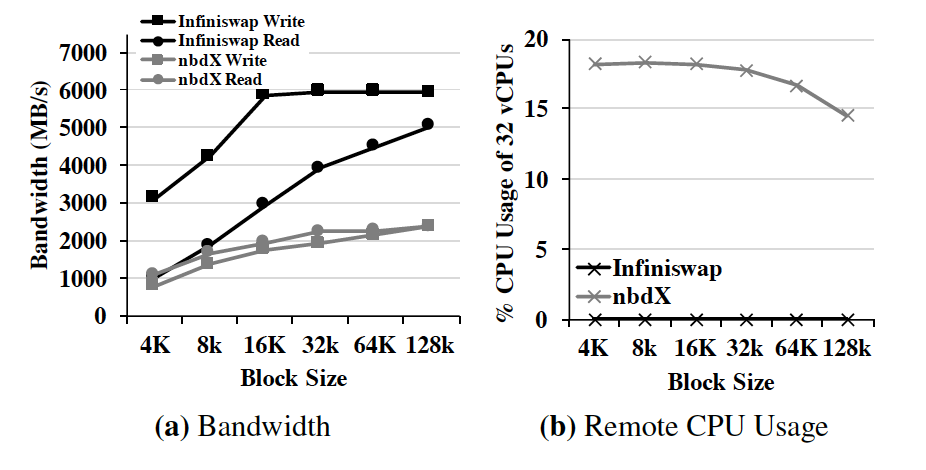 Infiniswap Write
Infiniswap Read
nbdX Write
nbdX Read
Bandwidth (MB/s)
7000
6000
5000
4000
3000
2000
1000
0
4K 8k 16K 32k 64K 128k
Block Size
(a) Bandwidth
% CPU Usage of 32 vCPUs
20
15
10
5
0
Infiniswap
nbdX
4K 8k 16K 32k 64K 128k
Block Size
(b) Remote CPU Usage